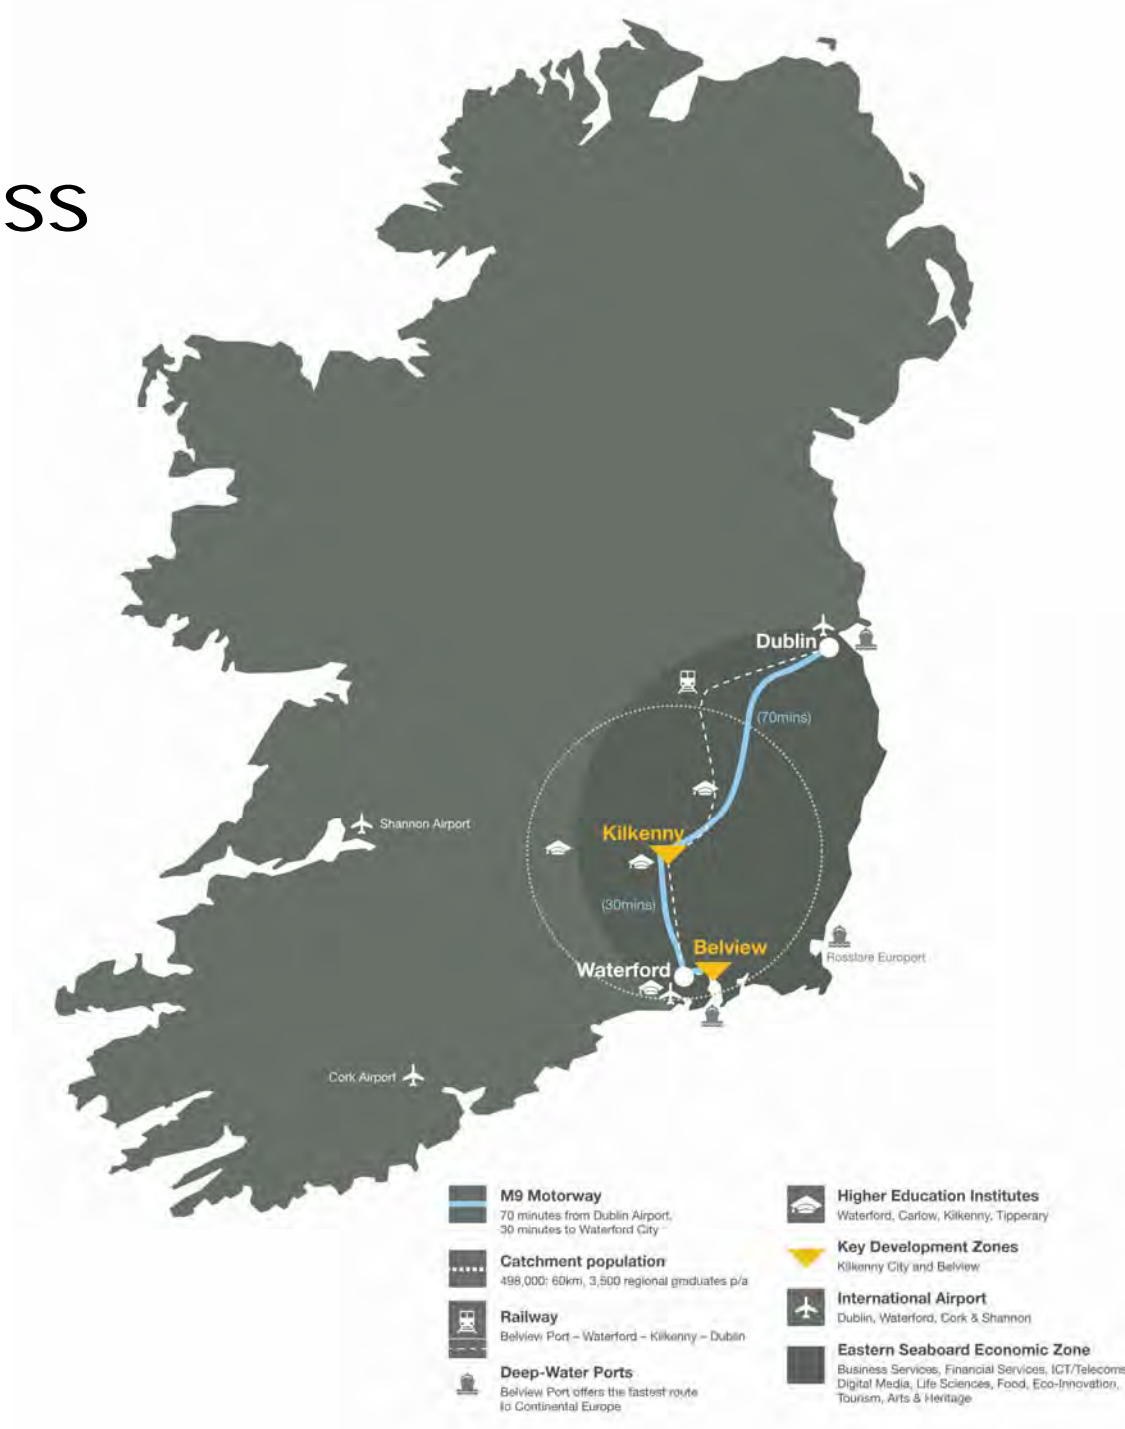 ss
Dublin
(70mins)
Shannon Airport
Kilkenny
(30mins)
Belview
Rosslare Europort
Waterford
Cork Airport
M9 Motorway
70 minutes from Dublin Airport,
30 minutes to Waterford City
Catchment population
498,000: 60km, 3,500 regional graduates p/a
Railway
Belview Port – Waterford – Kilkenny – Dublin
Deep-Water Ports
Belview Port offers the fastest route
to Continental Europe
Higher Education Institutes
Waterford, Carlow, Kilkenny, Tipperary
Key Development Zones
Kilkenny City and Belview
International Airport
Dublin, Waterford, Cork & Shannon
Eastern Seaboard Economic Zone
Business Services, Financial Services, ICT/Telecoms
Digital Media, Life Sciences, Food, Eco-Innovation,
Tourism, Arts & Heritage